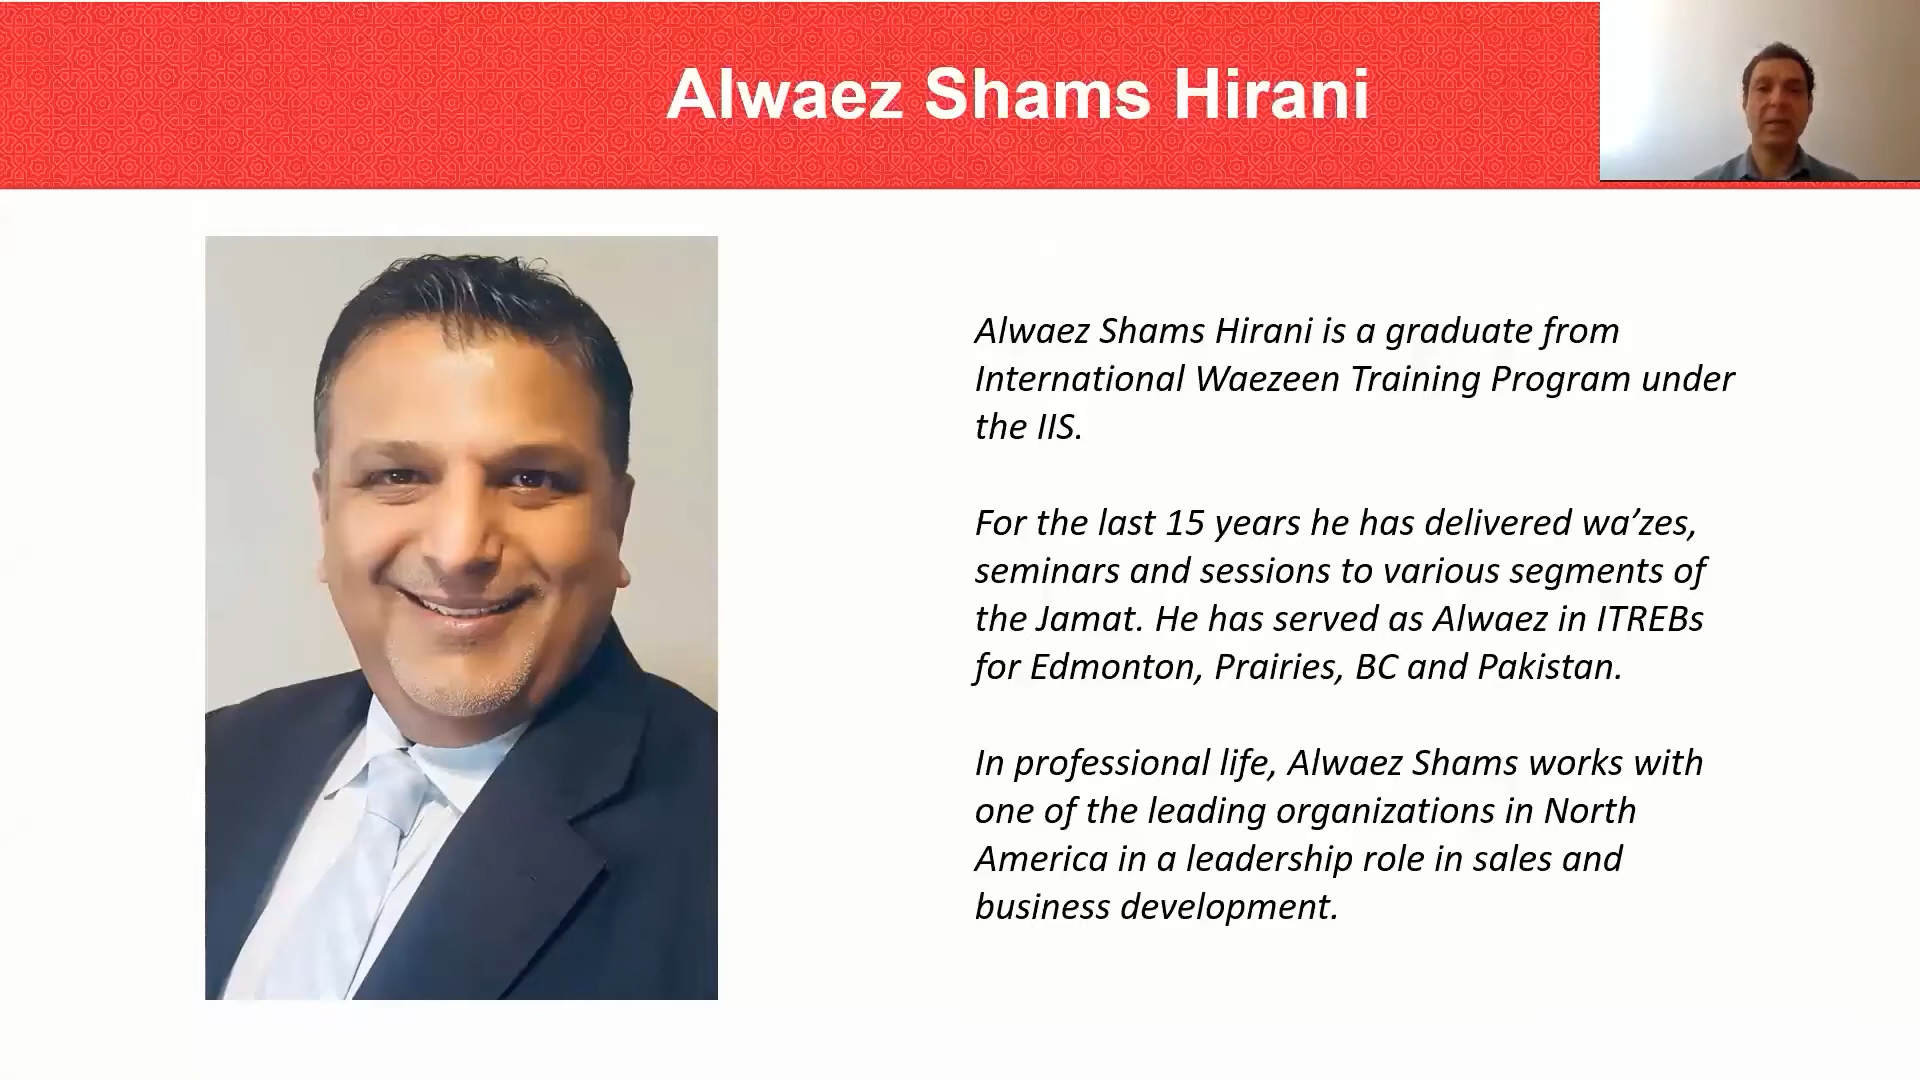 Alwaez Shams Hirani
Alwaez Shams Hirani is a graduate from
International Waezeen Training Program under
the IIS.
For the last 15 years he has delivered wa’zes,
seminars and sessions to various segments of
the Jamat. He has served as Alwaez in ITREBs
for Edmonton, Prairies, BC and Pakistan.
In professional life, Alwaez Shams works with
one of the leading organizations in North
America in a leadership role in sales and
business development.